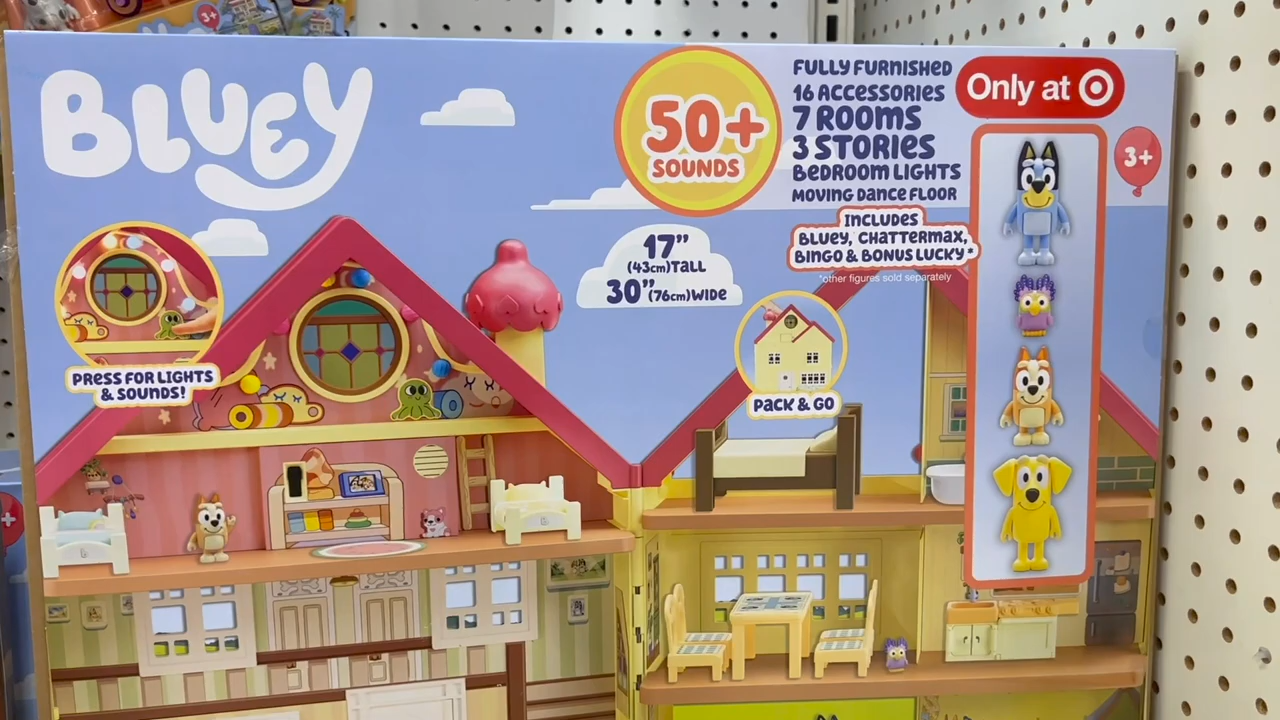 BLUEY
50+
SOUNDS
FULLY FURNISHED
16 ACCESSORIES
7 ROOMS
3 STORIES
BEDROOM LIGHTS
MOVING DANCE FLOOR
Only at
3+
INCLUDES
BLUEY, CHATTERMAX,
BINGO & BONUS LUCKY*
*other figures sold separately
17"
(43cm) TALL
30" (76cm) WIDE
PRESS FOR LIGHTS
& SOUNDS!
PACK & GO
3+